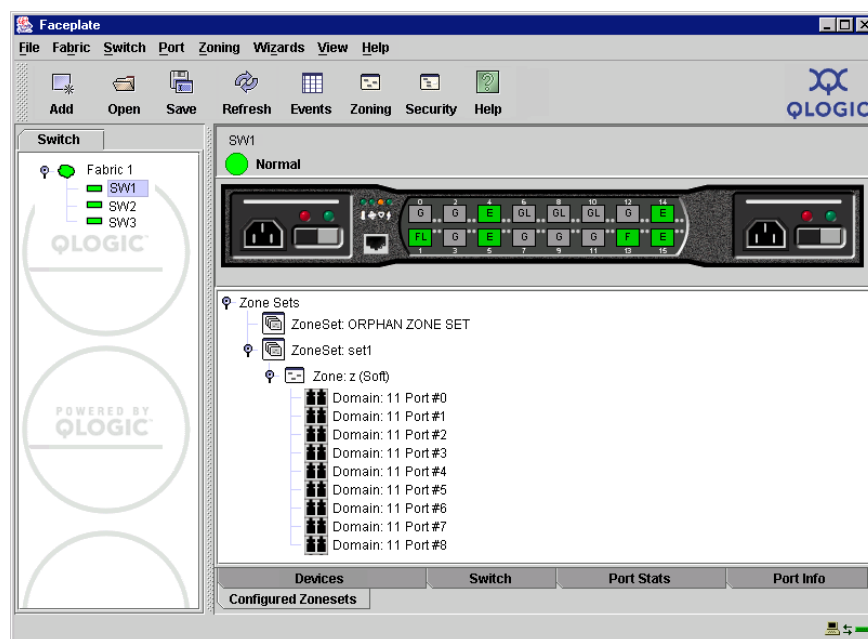 Faceplate
File Fabric Switch Port Zoning Wizards View Help
Add Open Save Refresh Events Zoning Security Help
QLOGIC
Switch
Fabric 1
SW1
SW2
SW3
QLOGIC
POWERED BY
QLOGIC
SW1
Normal
0 2 4 6 8 10 12 14
G G E GL GL GL G E
FL G E G G G F E
1 3 5 7 9 11 13 15
Zone Sets
ZoneSet: ORPHAN ZONE SET
ZoneSet: set1
Zone: z (Soft)
Domain: 11 Port#0
Domain: 11 Port#1
Domain: 11 Port#2
Domain: 11 Port#3
Domain: 11 Port#4
Domain: 11 Port#5
Domain: 11 Port#6
Domain: 11 Port#7
Domain: 11 Port#8
Devices Switch Port Stats Port Info
Configured Zonesets